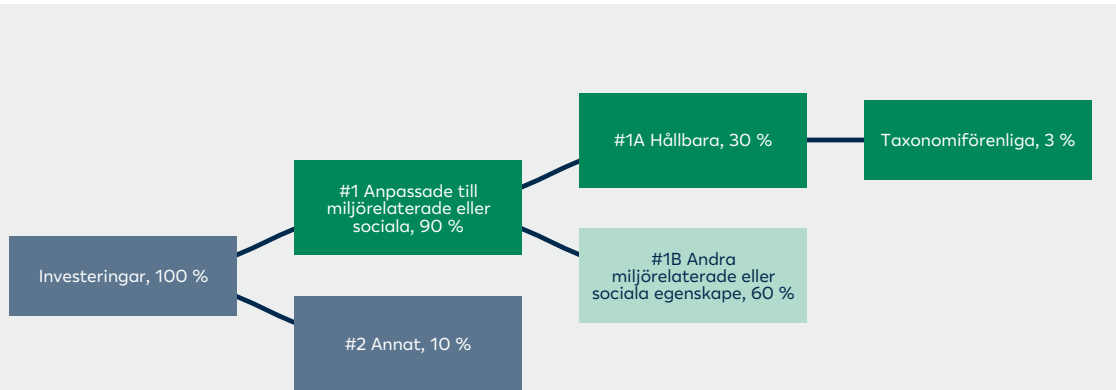 Investeringar, 100 %
#1 Anpassade till
miljörelaterade eller
sociala, 90 %
#2 Annat, 10 %
#1A Hållbara, 30 %
#1B Andra
miljörelaterade eller
sociala egenskape, 60 %
Taxonomiförenliga, 3 %